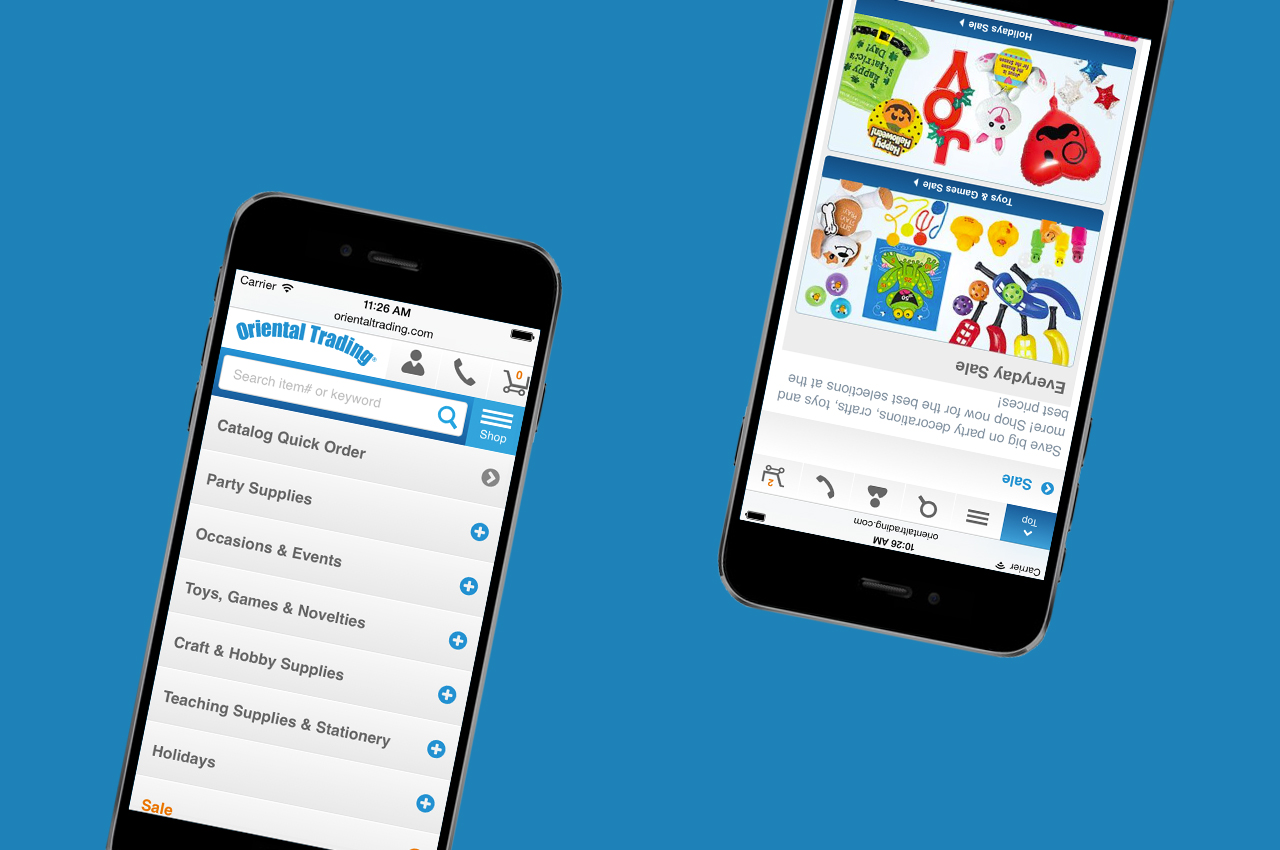 Carrier
11:26 AM
orientaltrading.com
Oriental Trading®
0
Search item# or keyword
Shop
Catalog Quick Order
Party Supplies
Occasions & Events
Toys, Games & Novelties
Craft & Hobby Supplies
Teaching Supplies & Stationery
Holidays
Sale
Carrier
10:26 AM
orientaltrading.com
Top
2
Sale
Save big on party decorations, crafts, toys and
more! Shop now for the best selections at the
best prices!
Everyday Sale
Toys & Games Sale
Happy
Halloween!
JOY
Happy
St. Patrick's
Day!
Holidays Sale